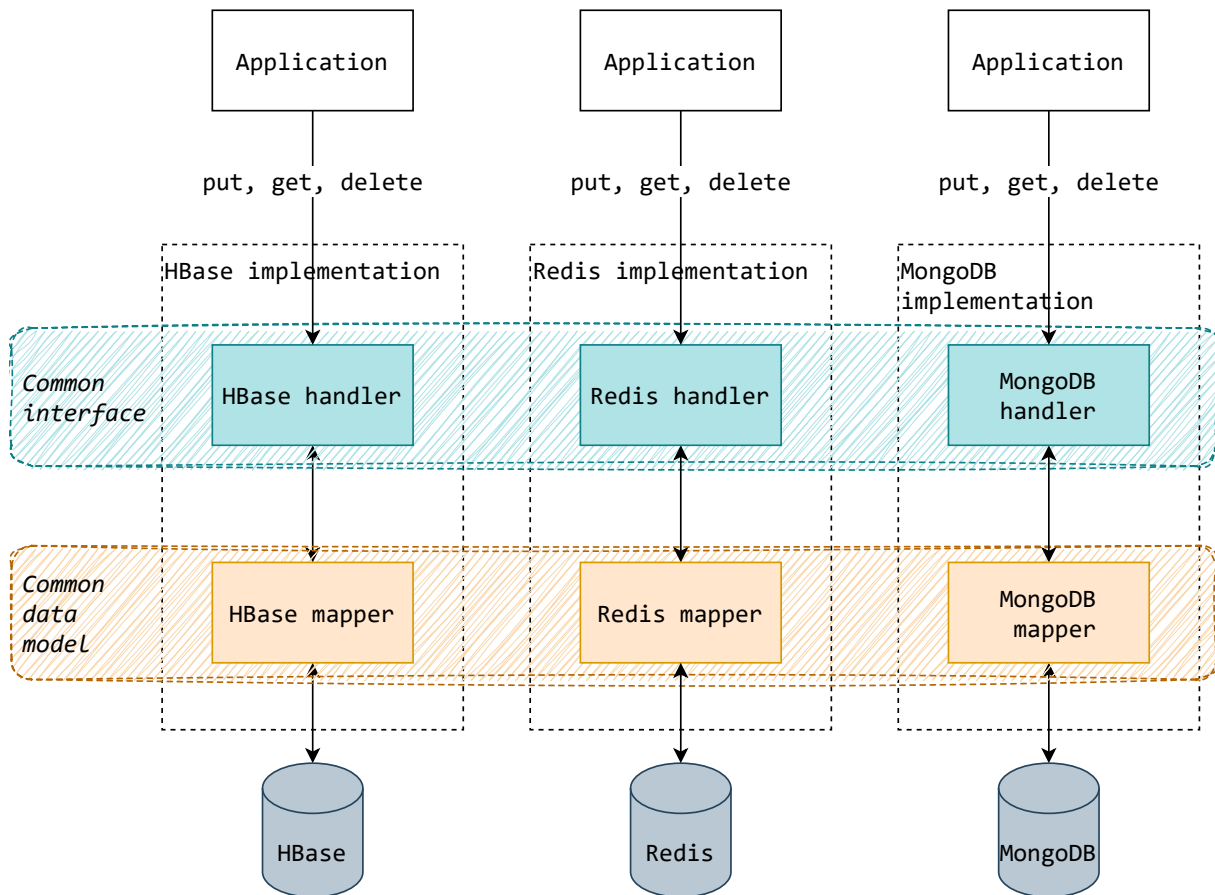 Application
Application
Application
put, get, delete
put, get, delete
put, get, delete
HBase implementation
Redis implementation
MongoDB
implementation
Common
interface
HBase handler
Redis handler
MongoDB
handler
Common
data
model
HBase mapper
Redis mapper
MongoDB
mapper
HBase
Redis
MongoDB